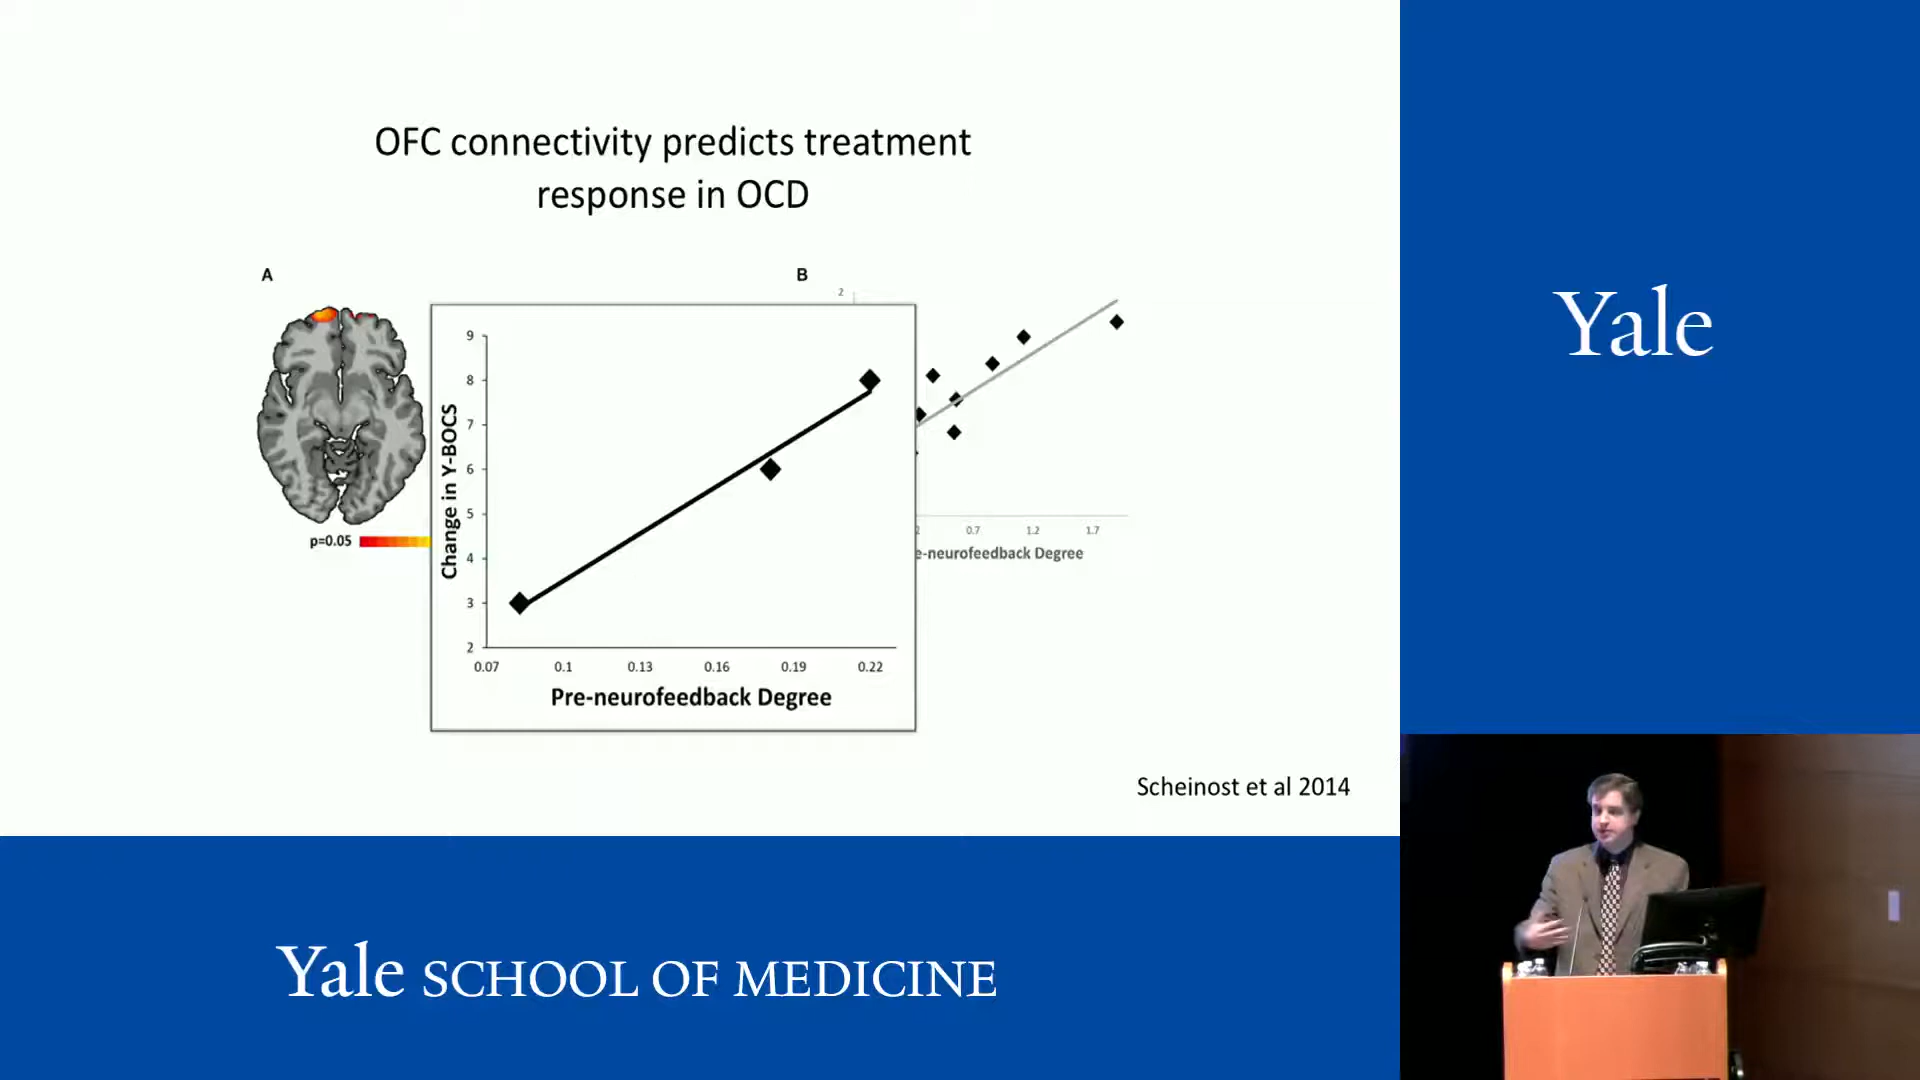 OFC connectivity predicts treatment
response in OCD
A
B
2
9
8
7
6
5
4
3
2
Change in Y-BOCS
0.07 0.1 0.13 0.16 0.19 0.22
Pre-neurofeedback Degree
p=0.05
0.7 1.2 1.7
e-neurofeedback Degree
Scheinost et al 2014
Yale
Yale SCHOOL OF MEDICINE